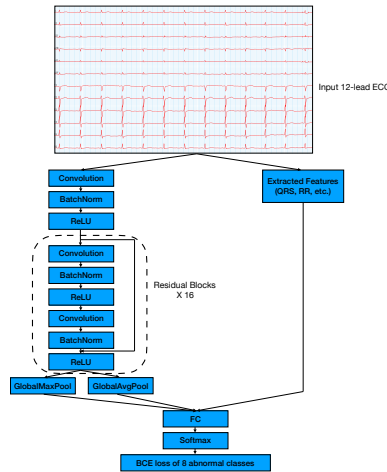 Input 12-lead ECG
Convolution
BatchNorm
ReLU
Extracted Features
(QRS, RR, etc.)
Convolution
BatchNorm
ReLU
Convolution
BatchNorm
ReLU
Residual Blocks
X 16
GlobalMaxPool
GlobalAvgPool
FC
Softmax
BCE loss of 8 abnormal classes